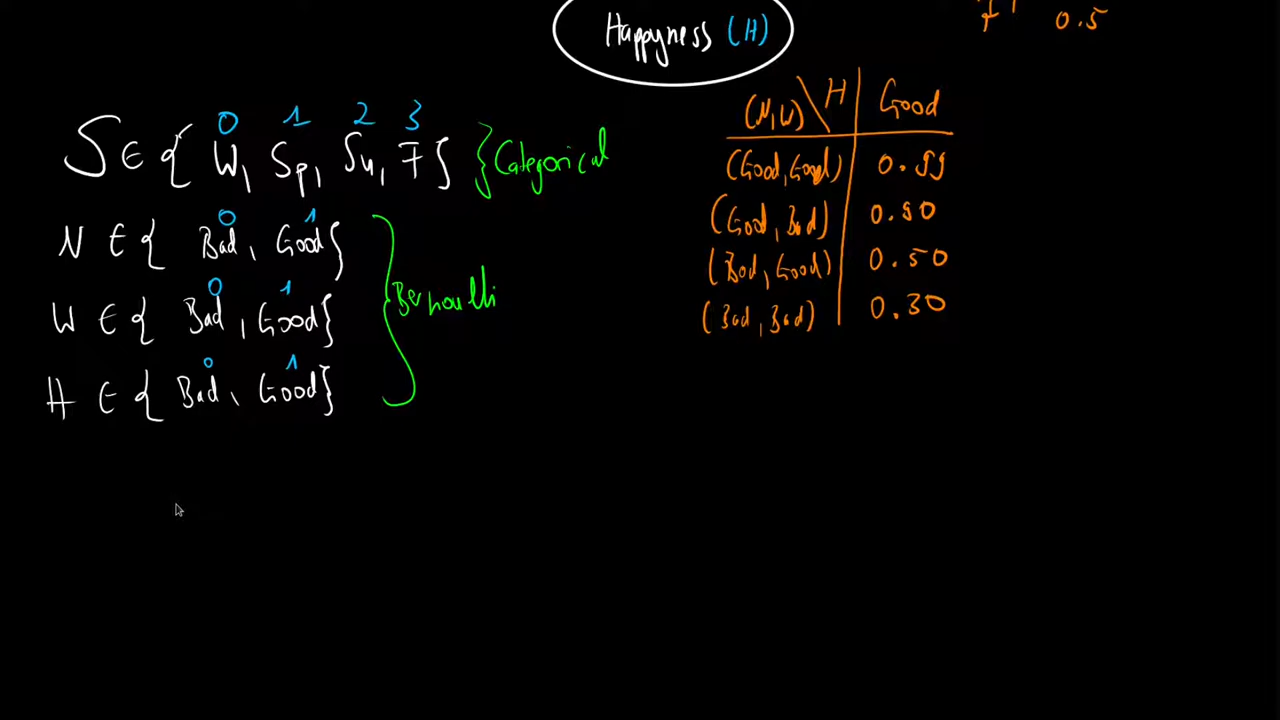 Happyness (H)
F 0.5
0 1 2 3
S ∈ { W, Sp, Su, F } } Categorical
0 1
N ∈ { Bad, Good}
0 1
W ∈ { Bad, Good}
0 1
H ∈ { Bad, Good}
} Bernoulli
(N,W) \ H | Good
(Good, Good) | 0.99
(Good, Bad) | 0.90
(Bad, Good) | 0.50
(Bad, Bad) | 0.30